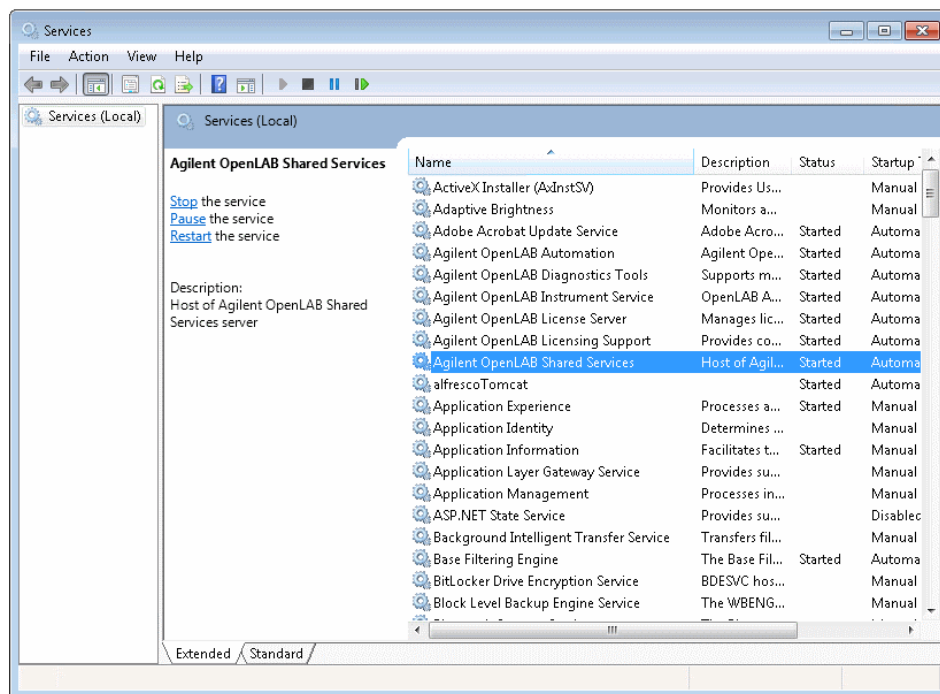 Services
File Action View Help
Services (Local)
Services (Local)
Agilent OpenLAB Shared Services
Stop the service
Pause the service
Restart the service
Description:
Host of Agilent OpenLAB Shared
Services server
Name Description Status Startup
ActiveX Installer (AxInstSV) Provides Us... Manual
Adaptive Brightness Monitors a... Manual
Adobe Acrobat Update Service Adobe Acro... Started Automa
Agilent OpenLAB Automation Agilent Ope... Started Automa
Agilent OpenLAB Diagnostics Tools Supports m... Started Automa
Agilent OpenLAB Instrument Service OpenLAB A... Started Automa
Agilent OpenLAB License Server Manages lic... Started Automa
Agilent OpenLAB Licensing Support Provides co... Started Automa
Agilent OpenLAB Shared Services Host of Agil... Started Automa
alfrescoTomcat Started Automa
Application Experience Processes a... Started Manual
Application Identity Determines ... Manual
Application Information Facilitates t... Started Manual
Application Layer Gateway Service Provides su... Manual
Application Management Processes in... Manual
ASP.NET State Service Provides su... Disablec
Background Intelligent Transfer Service Transfers fil... Manual
Base Filtering Engine The Base Fil... Started Automa
BitLocker Drive Encryption Service BDESVC hos... Manual
Block Level Backup Engine Service The WBENG... Manual
Extended Standard